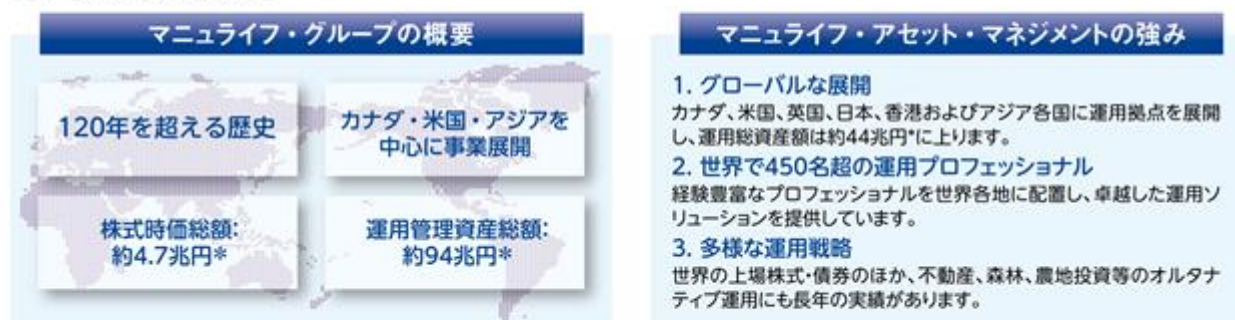 マニュライフ・グループの概要
120年を超える歴史
カナダ・米国・アジアを
中心に事業展開
株式時価総額:
約4.7兆円*
運用管理資産総額:
約94兆円*
マニュライフ・アセット・マネジメントの強み
1. グローバルな展開
カナダ、米国、英国、日本、香港およびアジア各国に運用拠点を展開
し、運用総資産額は約44兆円*に上ります。
2. 世界で450名超の運用プロフェッショナル
経験豊富なプロフェッショナルを世界各地に配置し、卓越した運用ソ
リューションを提供しています。
3. 多様な運用戦略
世界の上場株式・債券のほか、不動産、森林、農地投資等のオルタナ
ティブ運用にも長年の実績があります。